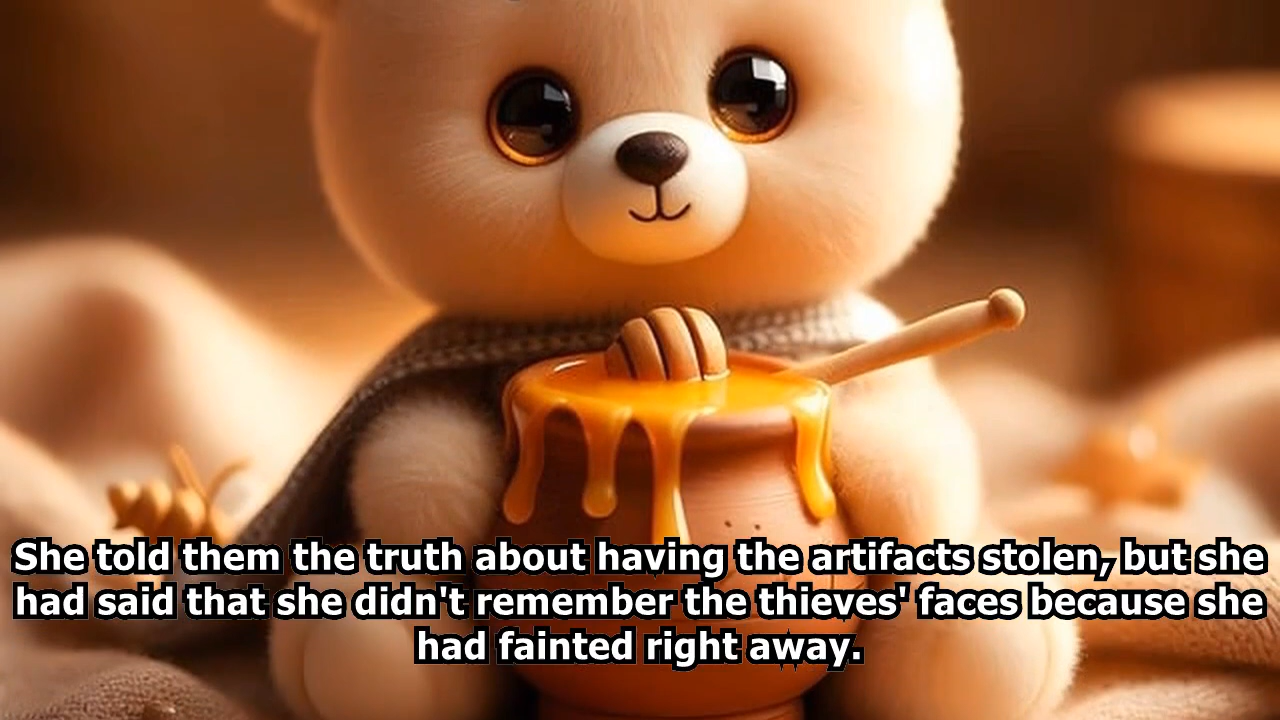 She told them the truth about having the artifacts stolen, but she
had said that she didn't remember the thieves' faces because she
had fainted right away.